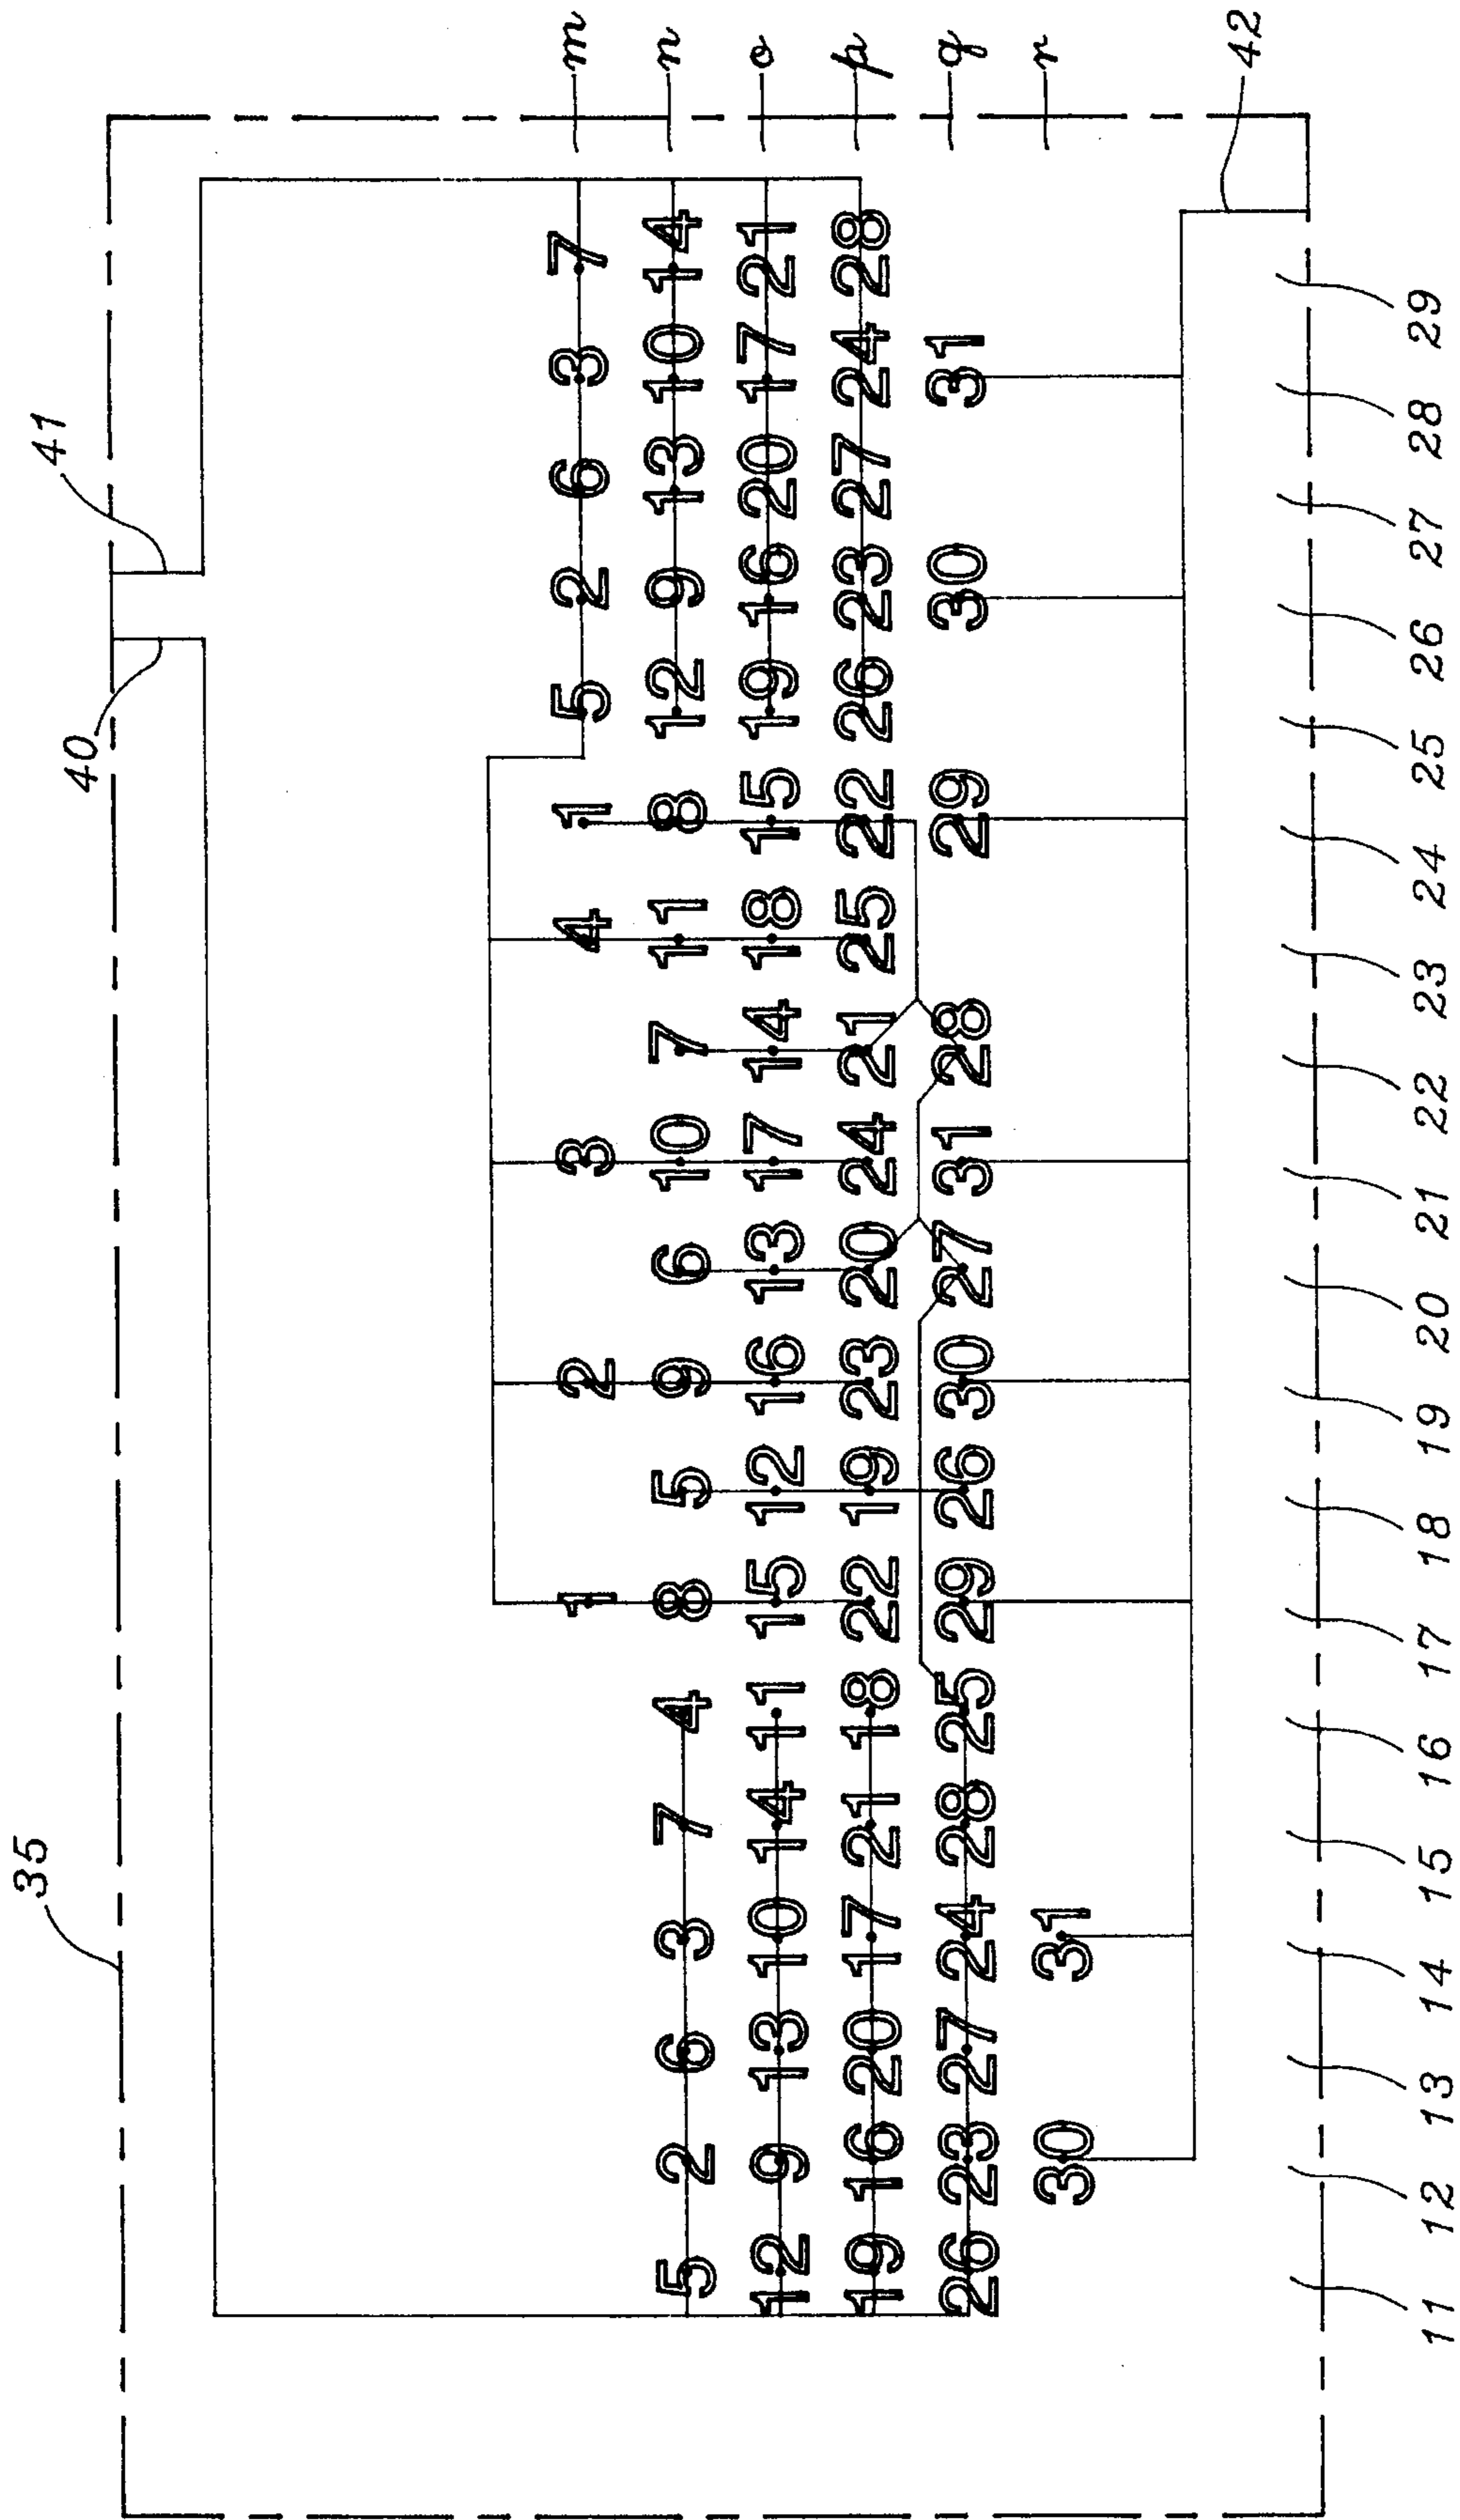 35 41
40
1 2 3 4 1 5 2 6 3 7 m
5 2 6 3 7 4 8 5 9 6 10 7 11 8 12 9 13 10 14 n
12 9 13 10 14 11 15 12 16 13 17 14 18 15 19 16 20 17 21 o
19 16 20 17 21 18 22 19 23 20 24 21 25 22 26 23 27 24 28 p
26 23 27 24 28 25 29 26 30 27 31 28 29 30 31 q
30 31 r
42
11 12 13 14 15 16 17 18 19 20 21 22 23 24 25 26 27 28 29